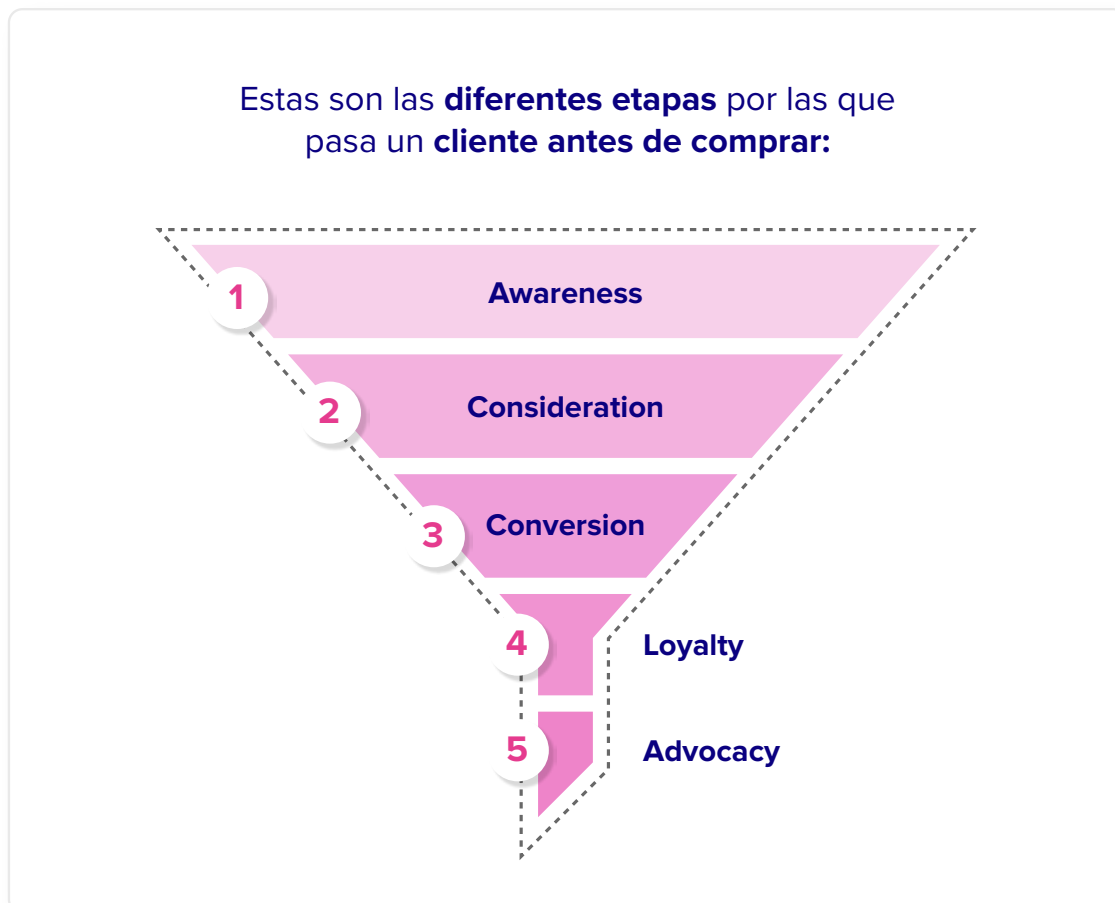 Estas son las diferentes etapas por las que
pasa un cliente antes de comprar:
1
Awareness
2
Consideration
3
Conversion
4
Loyalty
5
Advocacy